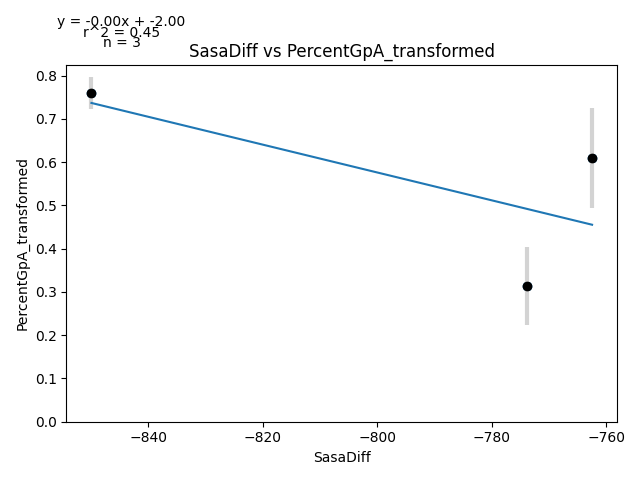 y = -0.00x + -2.00
r^2 = 0.45
n = 3
SasaDiff vs PercentGpA_transformed
0.8
0.7
0.6
0.5
0.4
0.3
0.2
0.1
0.0
PercentGpA_transformed
−840
−820
−800
−780
−760
SasaDiff